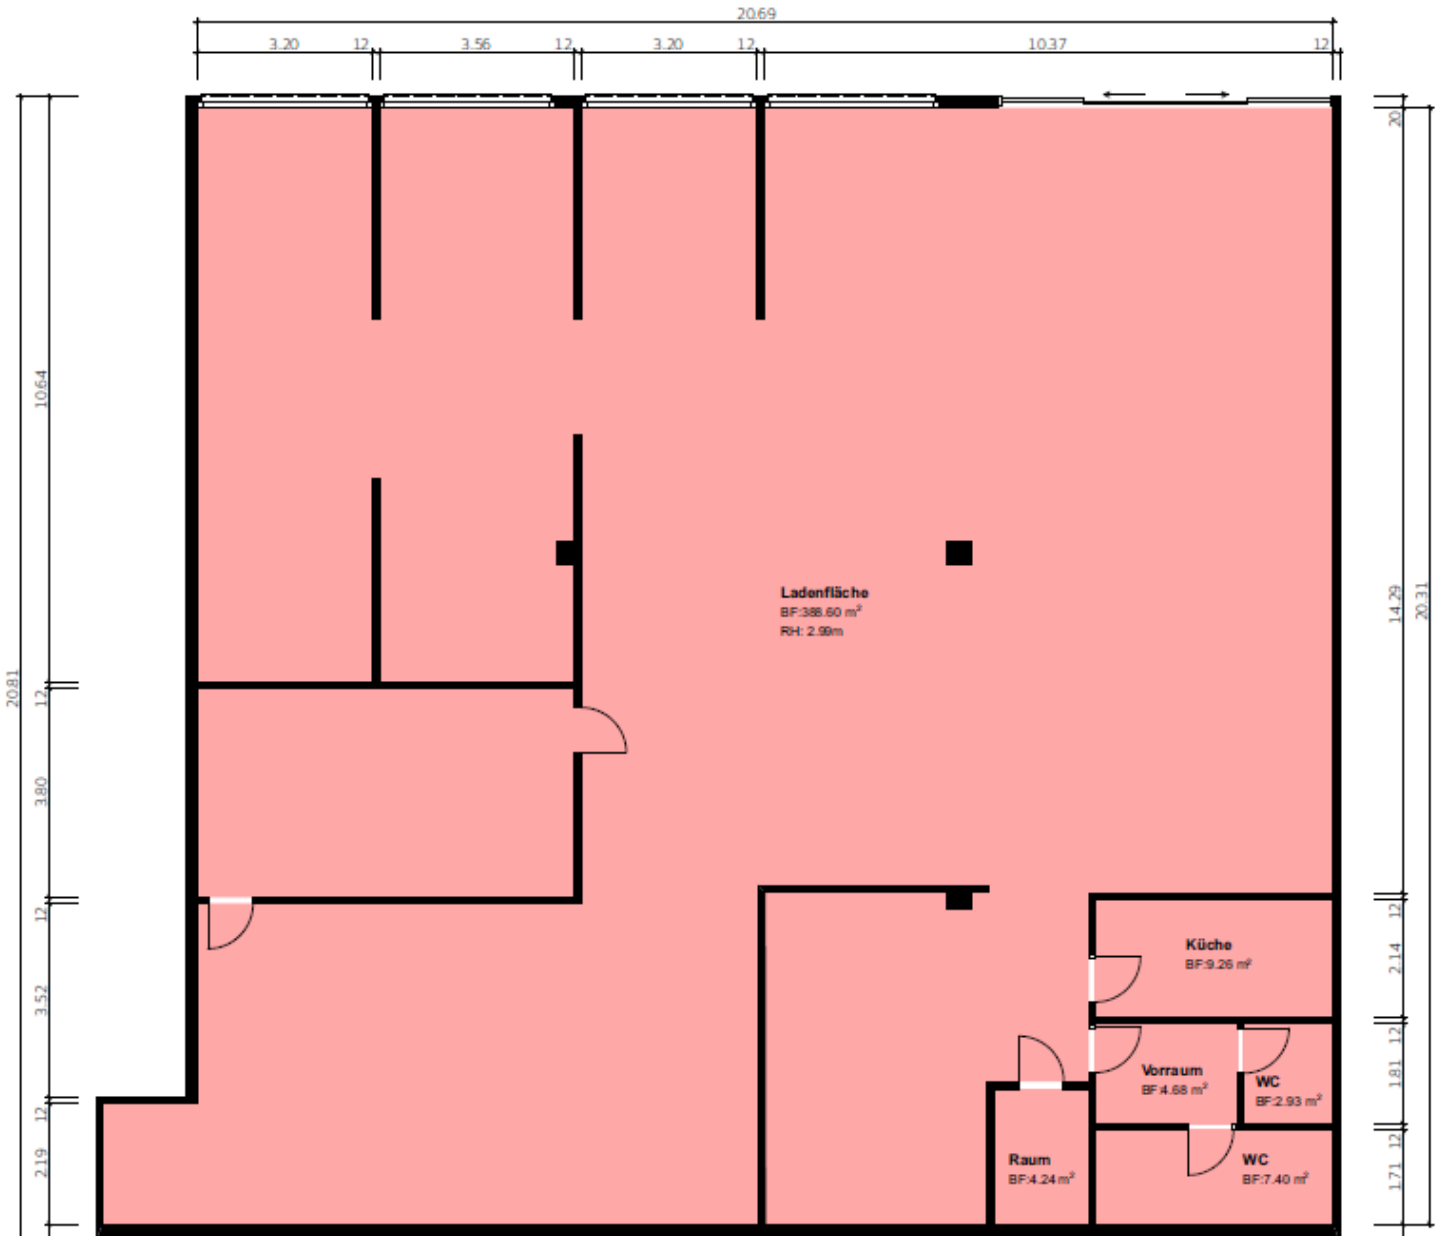 20.69
3.20 12 3.56 12 3.20 12 10.37 12
20
10.64
14.29
20.31
Ladenfläche
BF:388.60 m²
RH: 2.99m
20.81
12
3.80
12
12
Küche
BF:9.26 m²
2.14
3.52
12
Vorraum
BF:4.68 m²
1.81
WC
BF:2.93 m²
12
12
2.19
Raum
BF:4.24 m²
WC
BF:7.40 m²
1.71